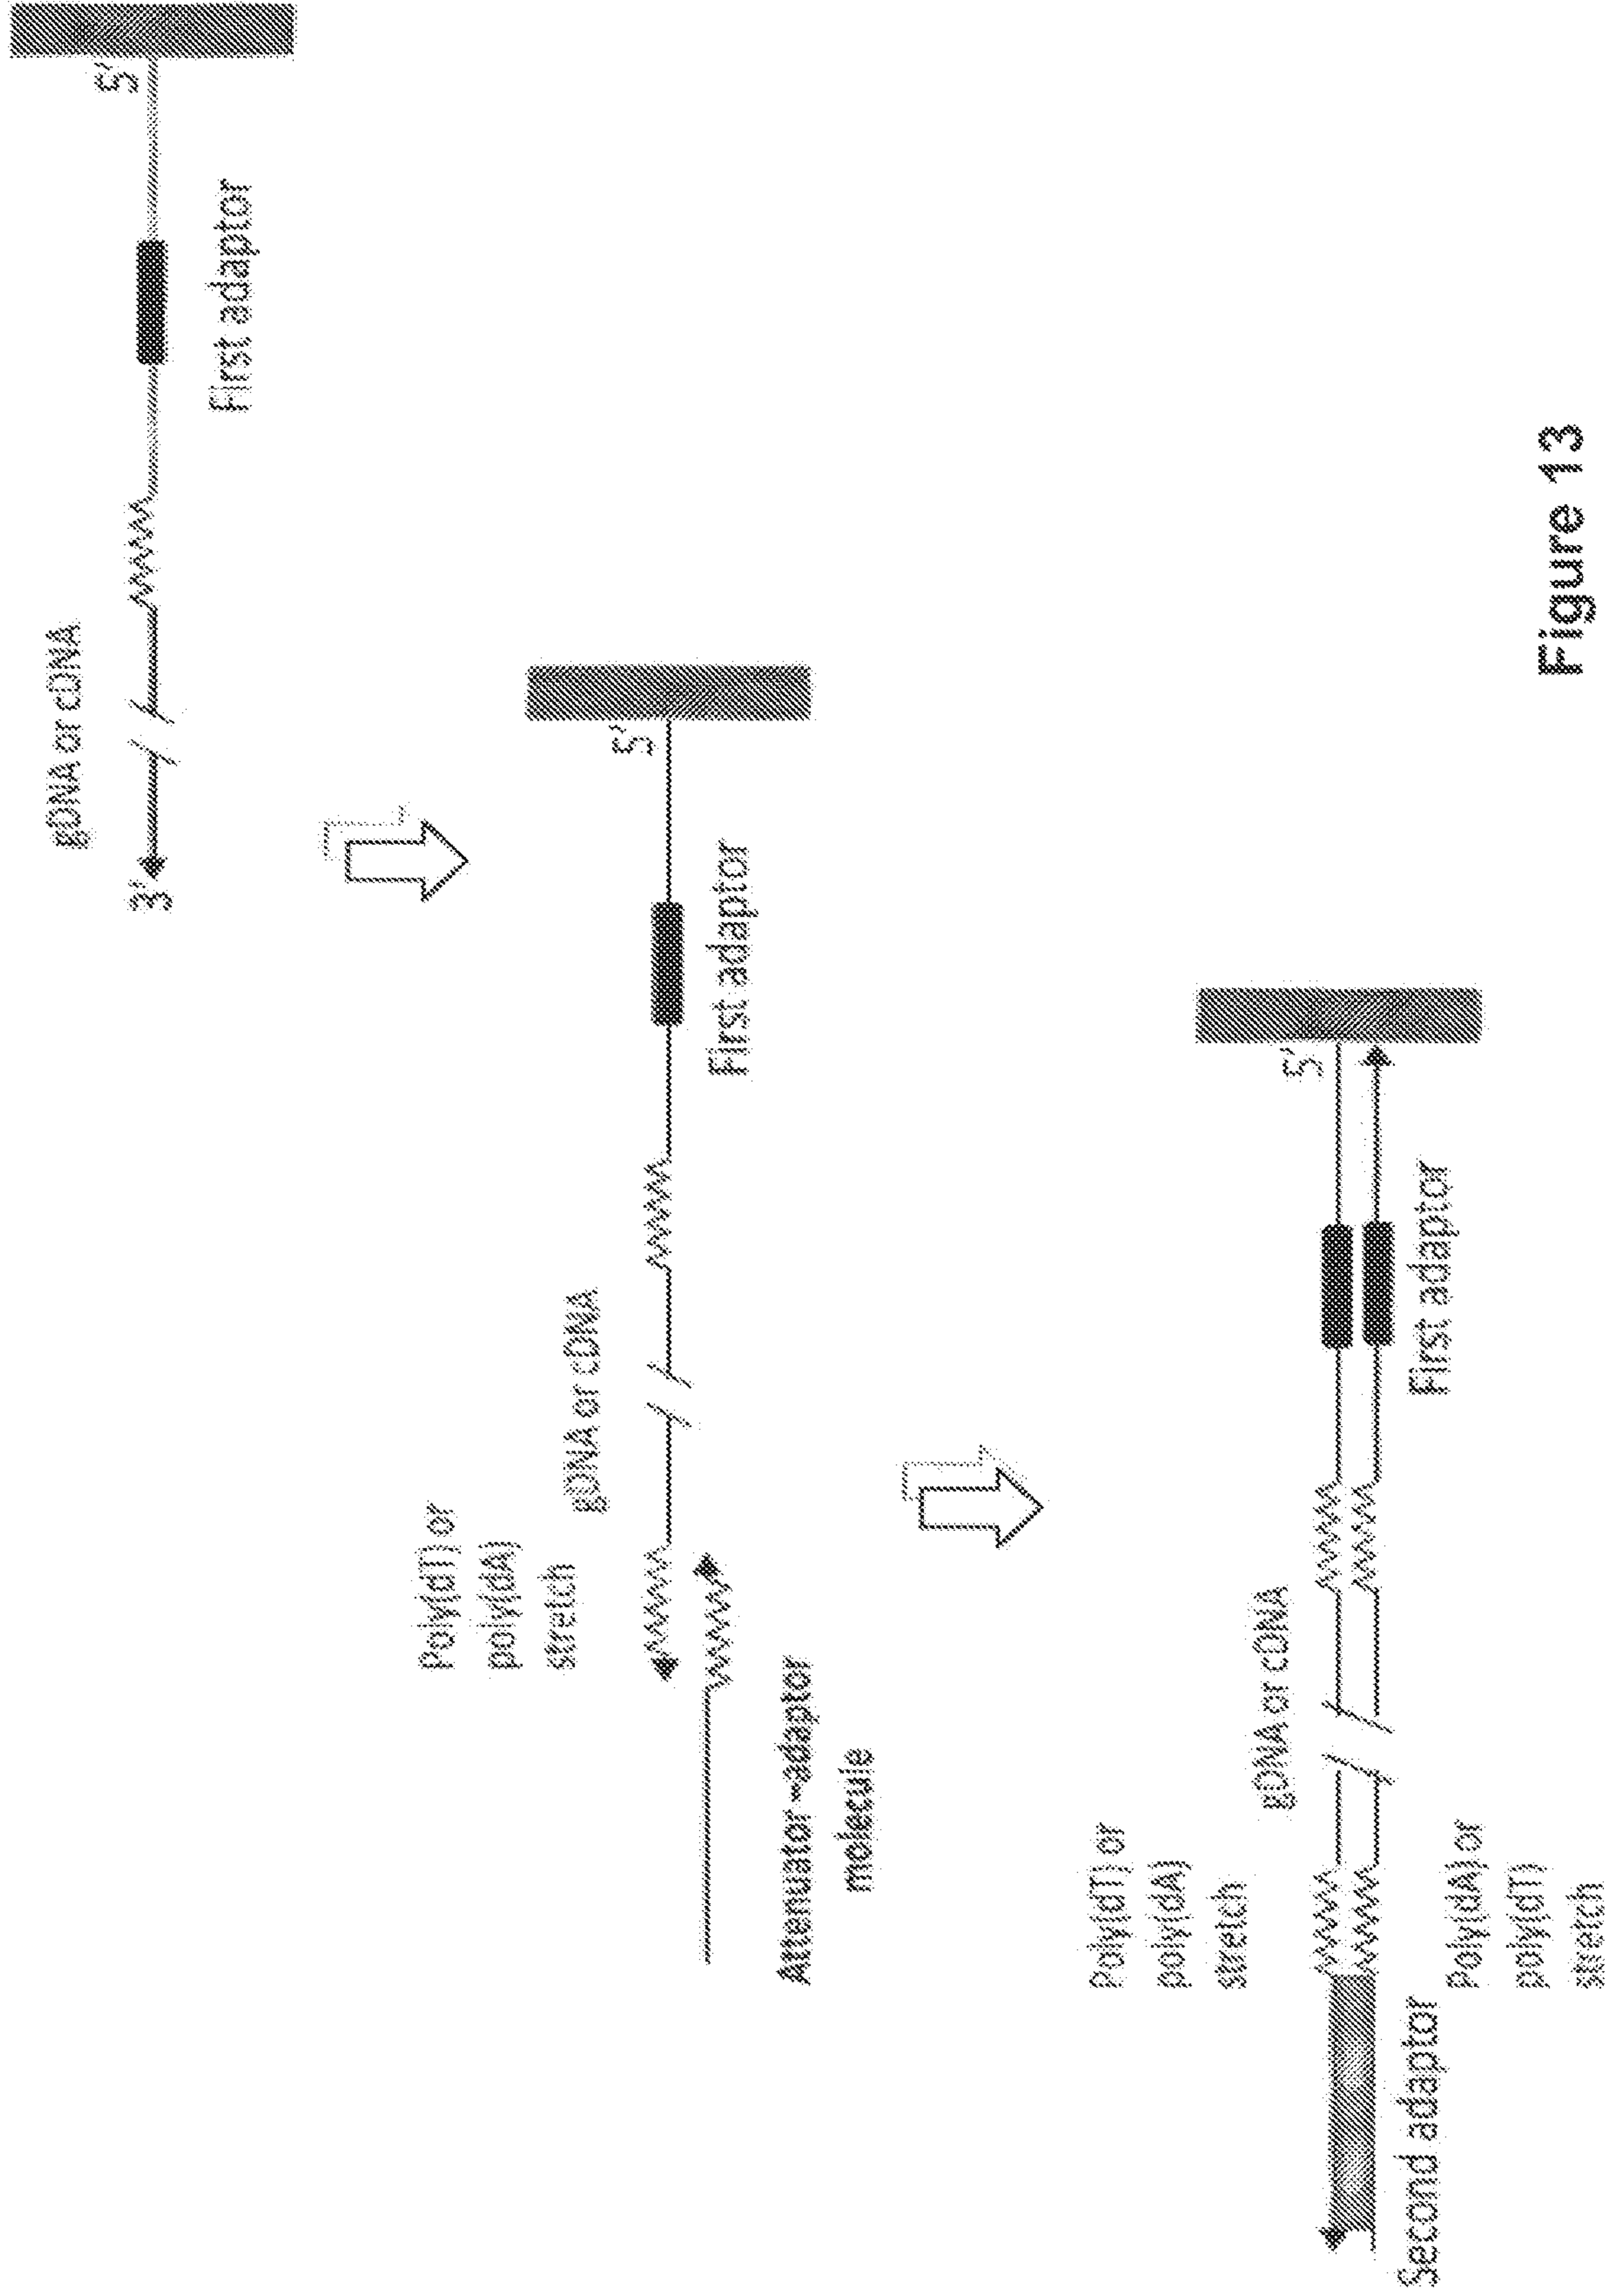 5'
First adaptor
gDNA or cDNA
3'
5'
First adaptor
gDNA or cDNA
Poly(dT) or
poly(dA)
stretch
Attenuator-adaptor
molecule
5'
First adaptor
gDNA or cDNA
Poly(dT) or
poly(dA)
stretch
Poly(dA) or
poly(dT)
stretch
Second adaptor
Figure 13